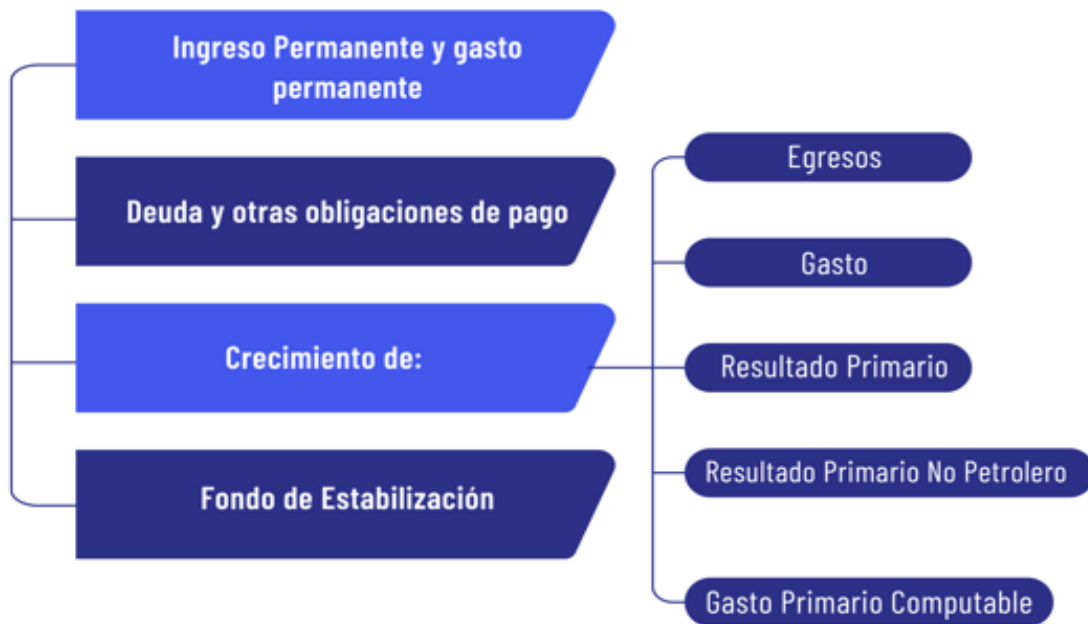 Ingreso Permanente y gasto
permanente
Deuda y otras obligaciones de pago
Crecimiento de:
Fondo de Estabilización
Egresos
Gasto
Resultado Primario
Resultado Primario No Petrolero
Gasto Primario Computable